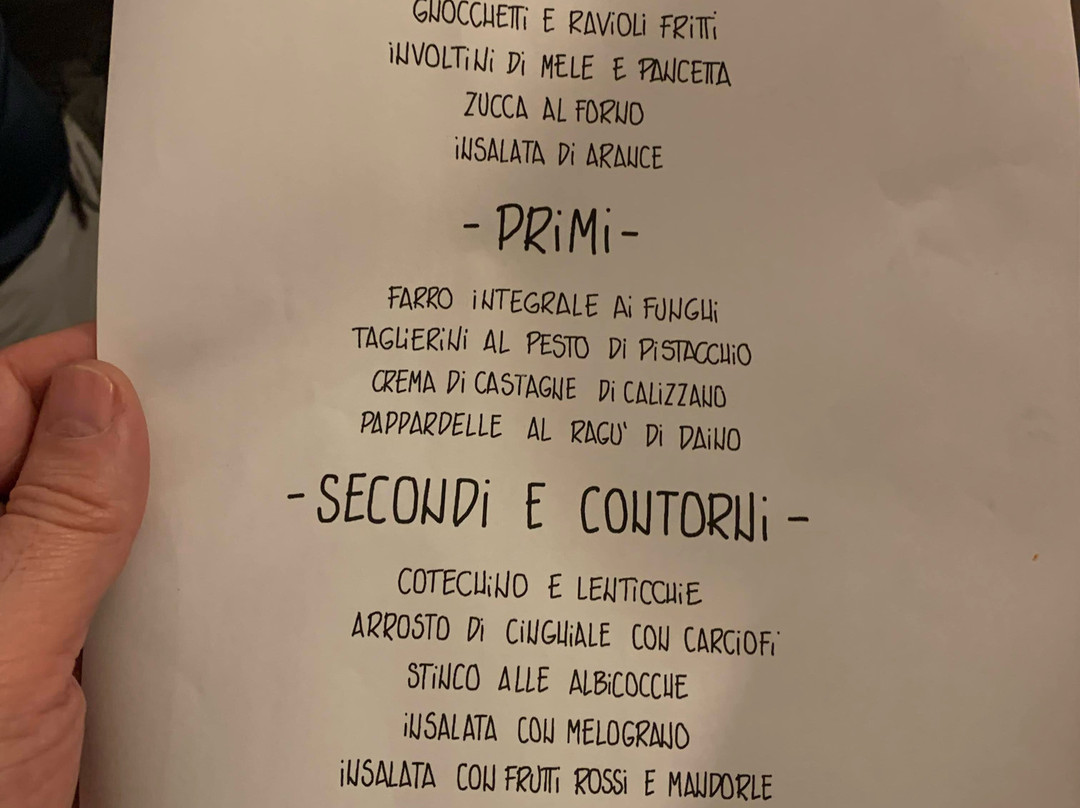 GNOCCHETTi E RAViOLi FRiTTi
iNVOLTiNi Di MELE E PANCETTA
ZUCCA AL FORNO
iNSALATA Di ARANCE
- PRiMi -
FARRO iNTEGRALE Ai FUNGHi
TAGLiERiNi AL PESTO Di PiSTACCHiO
CREMA Di CASTAGNE Di CALiZZANO
PAPPARDELLE AL RAGU' Di DAiNO
- SECONDi E CONTORNi -
COTECHiNO E LENTiCCHiE
ARROSTO Di CiNGHiALE CON CARCiOFi
STiNCO ALLE ALBiCOCCHE
iNSALATA CON MELOGRANO
iNSALATA CON FRUTTi ROSSi E MANDORLE